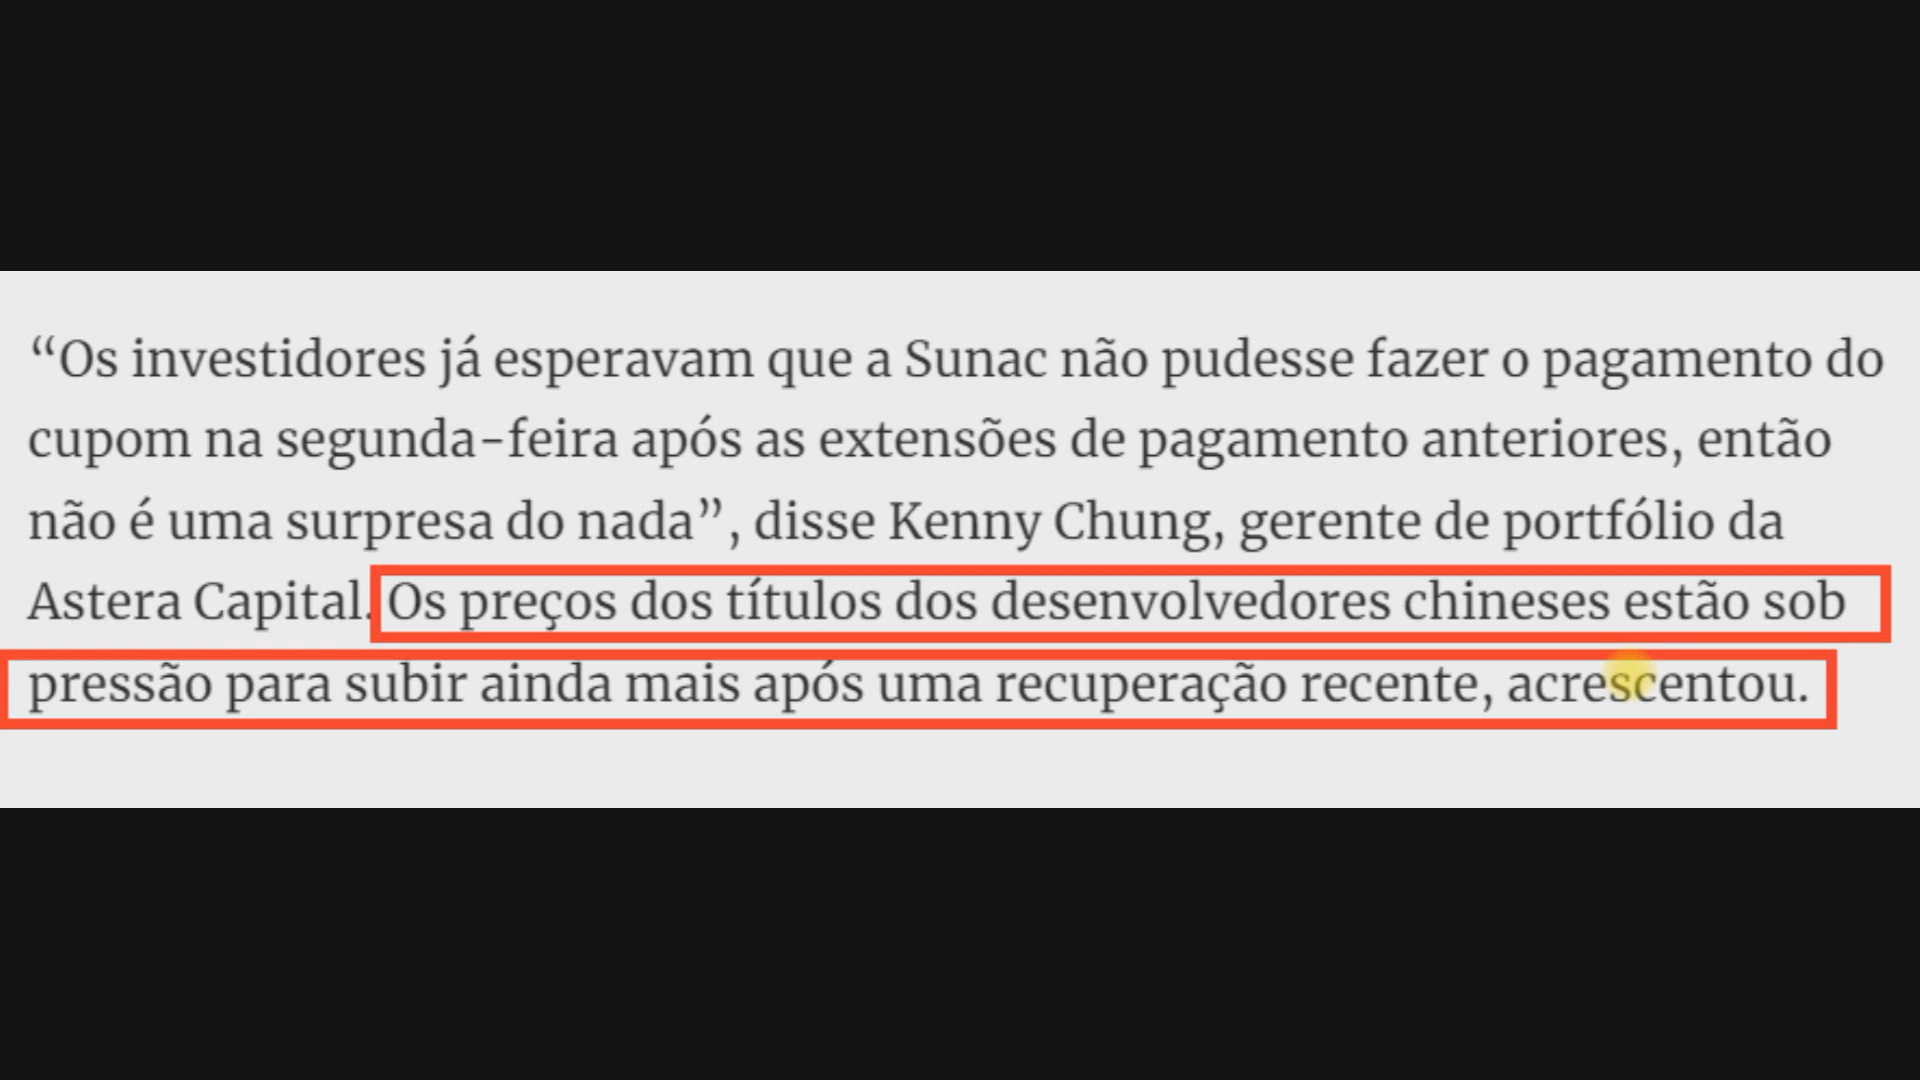 “Os investidores já esperavam que a Sunac não pudesse fazer o pagamento do
cupom na segunda-feira após as extensões de pagamento anteriores, então
não é uma surpresa do nada”, disse Kenny Chung, gerente de portfólio da
Astera Capital. Os preços dos títulos dos desenvolvedores chineses estão sob
pressão para subir ainda mais após uma recuperação recente, acrescentou.